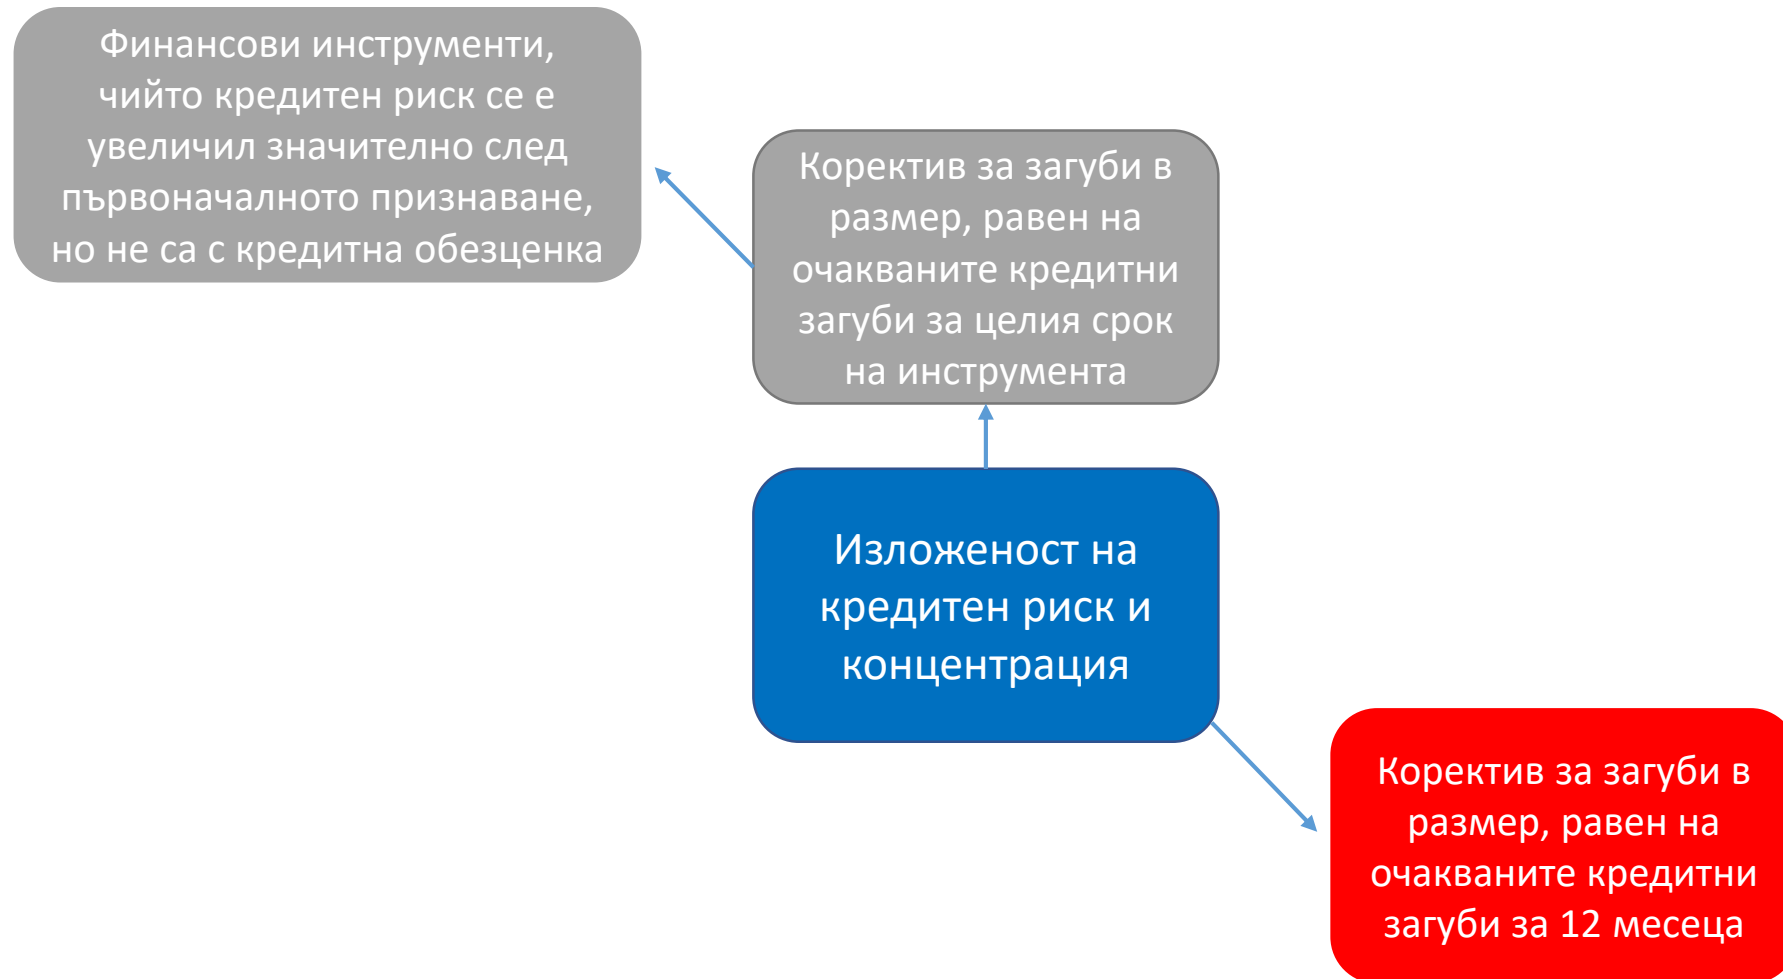 Финансови инструменти,
чийто кредитен риск се е
увеличил значително след
първоначалното признаване,
но не са с кредитна обезценка
Коректив за загуби в
размер, равен на
очакваните кредитни
загуби за целия срок
на инструмента
Изложеност на
кредитен риск и
концентрация
Коректив за загуби в
размер, равен на
очакваните кредитни
загуби за 12 месеца